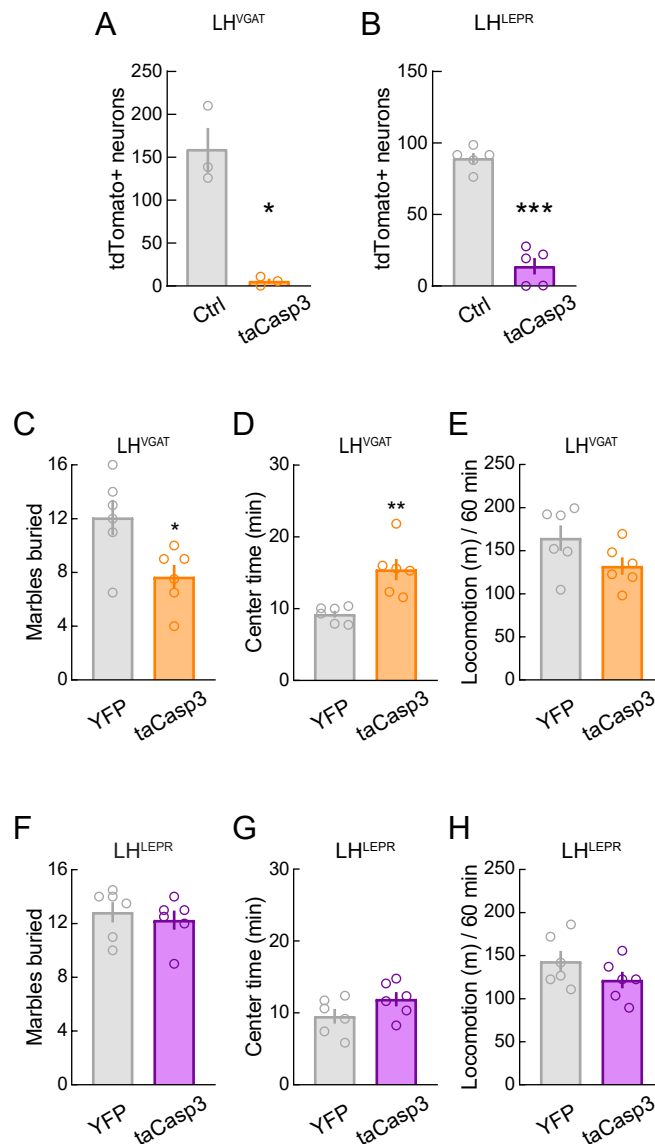 A
LH^VGAT
tdTomato+ neurons
250
200
150
100
50
0
*
Ctrl
taCasp3
B
LH^LEPR
tdTomato+ neurons
150
100
50
0
***
Ctrl
taCasp3
C
LH^VGAT
Marbles buried
16
12
8
4
0
*
YFP
taCasp3
D
LH^VGAT
Center time (min)
30
20
10
0
**
YFP
taCasp3
E
LH^VGAT
Locomotion (m) / 60 min
250
200
150
100
50
0
YFP
taCasp3
F
LH^LEPR
Marbles buried
16
12
8
4
0
YFP
taCasp3
G
LH^LEPR
Center time (min)
30
20
10
0
YFP
taCasp3
H
LH^LEPR
Locomotion (m) / 60 min
250
200
150
100
50
0
YFP
taCasp3